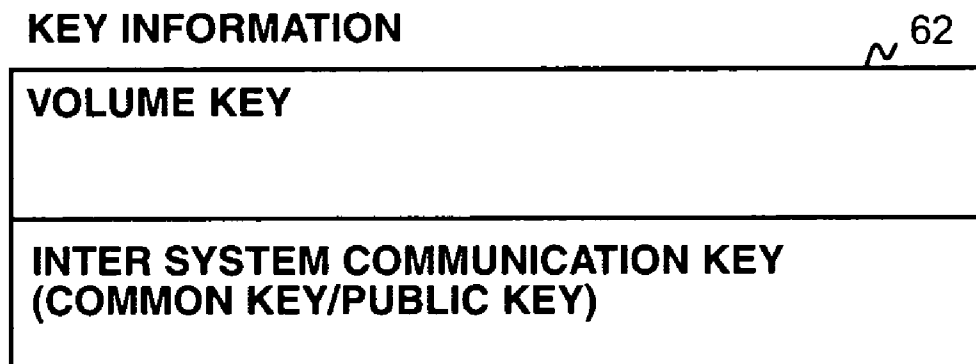 KEY INFORMATION 62
VOLUME KEY
INTER SYSTEM COMMUNICATION KEY
(COMMON KEY/PUBLIC KEY)